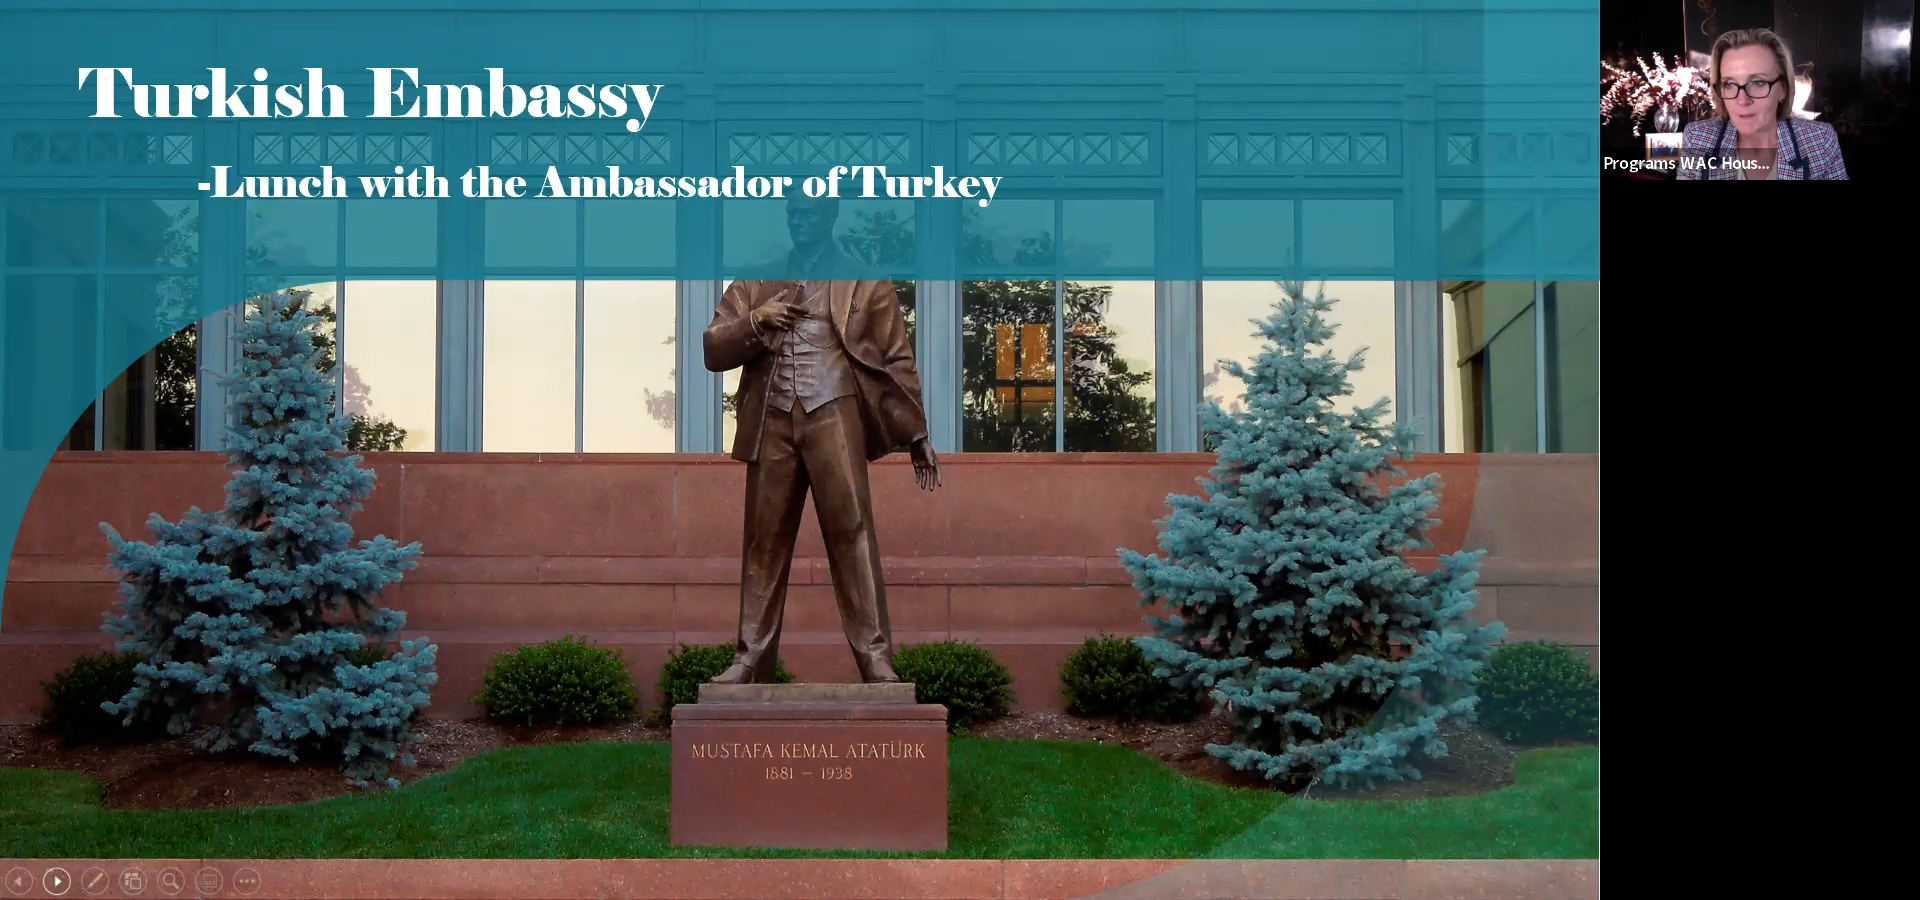 Turkish Embassy
-Lunch with the Ambassador of Turkey
Programs WAC Hous...
MUSTAFA KEMAL ATATÜRK
1881 – 1938